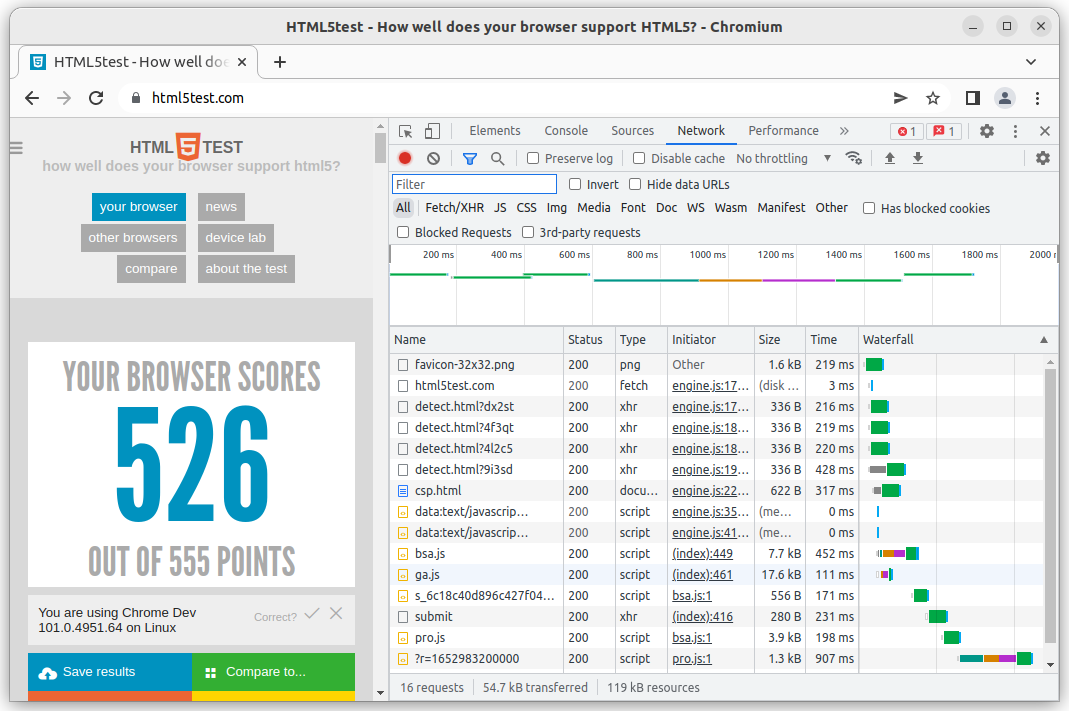 HTML5test - How well does your browser support HTML5? - Chromium
HTML5test - How well doe
html5test.com
HTML 5 TEST
how well does your browser support html5?
your browser news
other browsers device lab
compare about the test
YOUR BROWSER SCORES
526
OUT OF 555 POINTS
You are using Chrome Dev
101.0.4951.64 on Linux
Correct?
Save results Compare to...
Elements Console Sources Network Performance » 1 1
Preserve log Disable cache No throttling
Filter Invert Hide data URLs
All Fetch/XHR JS CSS Img Media Font Doc WS Wasm Manifest Other Has blocked cookies
Blocked Requests 3rd-party requests
200 ms 400 ms 600 ms 800 ms 1000 ms 1200 ms 1400 ms 1600 ms 1800 ms 2000
Name Status Type Initiator Size Time Waterfall
favicon-32x32.png 200 png Other 1.6 kB 219 ms
html5test.com 200 fetch engine.js:17... (disk ... 3 ms
detect.html?dx2st 200 xhr engine.js:17... 336 B 216 ms
detect.html?4f3qt 200 xhr engine.js:18... 336 B 219 ms
detect.html?4l2c5 200 xhr engine.js:18... 336 B 220 ms
detect.html?9i3sd 200 xhr engine.js:19... 336 B 428 ms
csp.html 200 docu... engine.js:22... 622 B 317 ms
data:text/javascrip... 200 script engine.js:35... (me... 0 ms
data:text/javascrip... 200 script engine.js:41... (me... 0 ms
bsa.js 200 script (index):449 7.7 kB 452 ms
ga.js 200 script (index):461 17.6 kB 111 ms
s_6c18c40d896c427f04... 200 script bsa.js:1 556 B 171 ms
submit 200 xhr (index):416 280 B 231 ms
pro.js 200 script bsa.js:1 3.9 kB 198 ms
?r=1652983200000 200 script pro.js:1 1.3 kB 907 ms
16 requests 54.7 kB transferred 119 kB resources